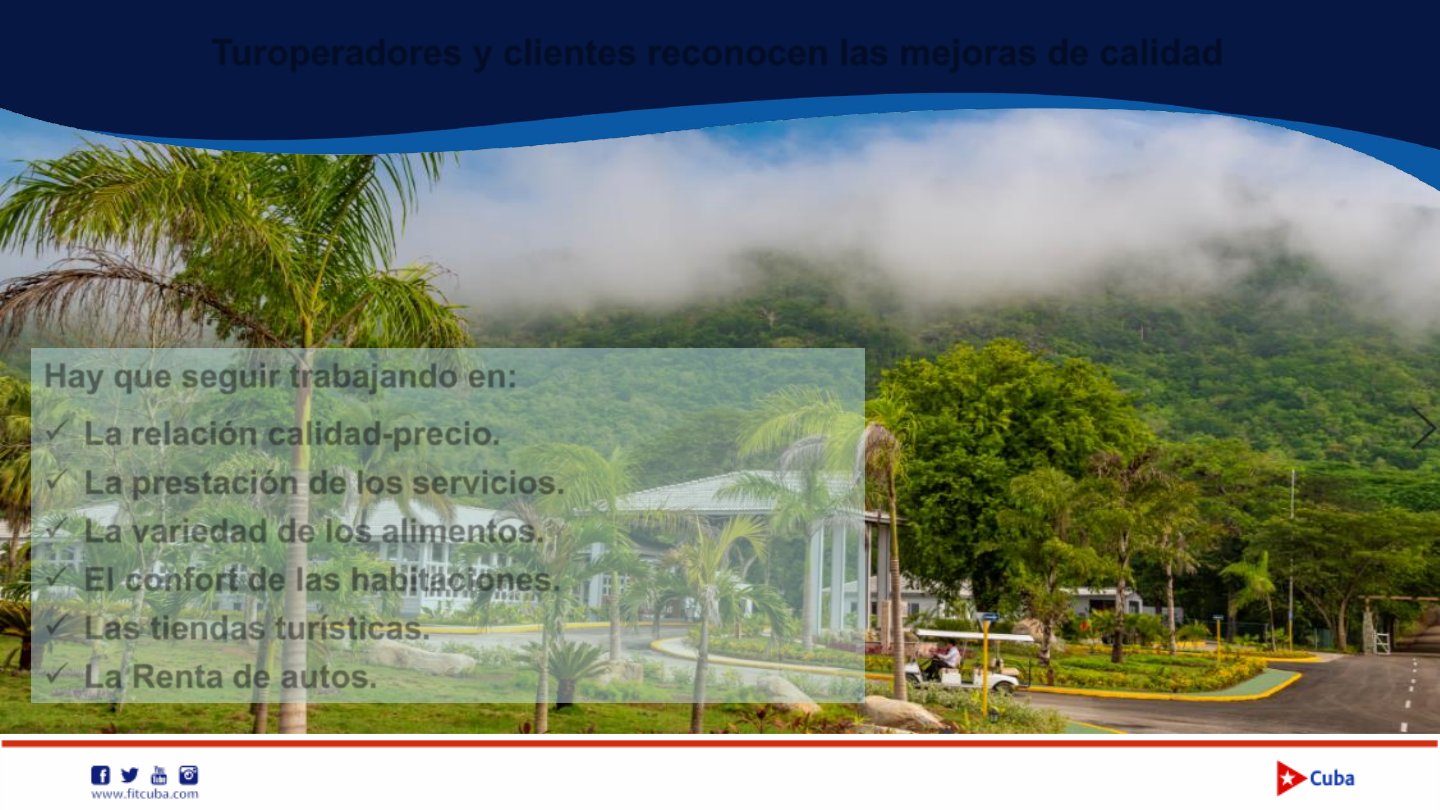 Turoperadores y clientes reconocen las mejoras de calidad
Hay que seguir trabajando en:
✓ La relación calidad-precio.
✓ La prestación de los servicios.
✓ La variedad de los alimentos.
✓ El confort de las habitaciones.
✓ Las tiendas turísticas.
✓ La Renta de autos.
www.fitcuba.com
Cuba